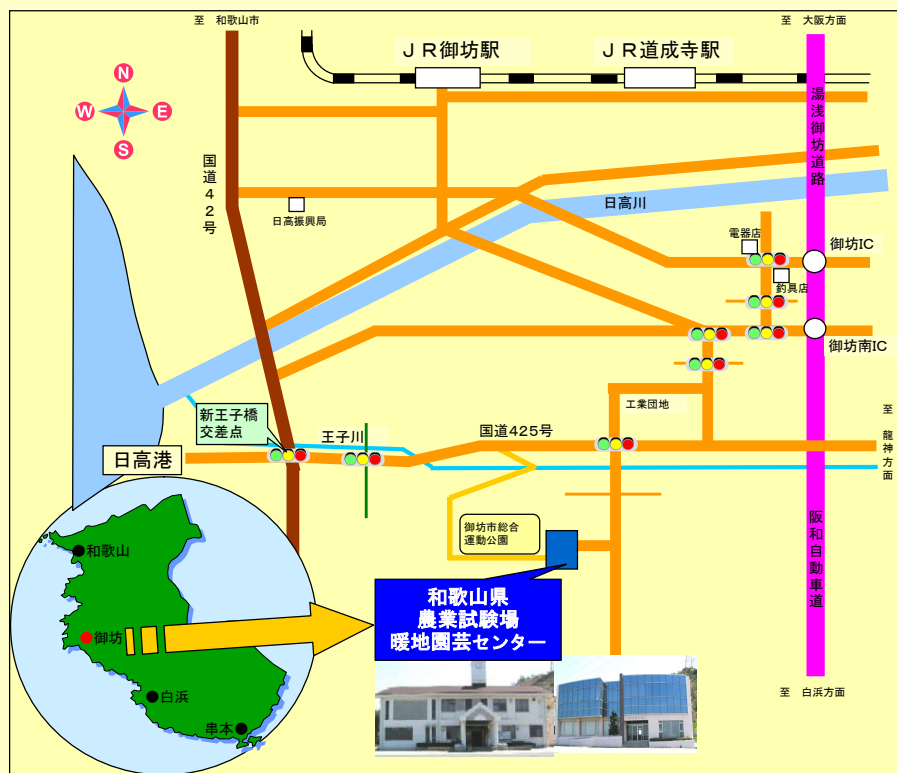 至　和歌山市
至　大阪方面
ＪＲ御坊駅
ＪＲ道成寺駅
N
W
E
S
湯浅御坊道路
国道４２号
日高川
日高振興局
電器店
御坊IC
釣具店
御坊南IC
工業団地
新王子橋
交差点
王子川
国道425号
至　龍神方面
日高港
御坊市総合
運動公園
阪和自動車道
和歌山
御坊
白浜
串本
和歌山県
農業試験場
暖地園芸センター
至　白浜方面